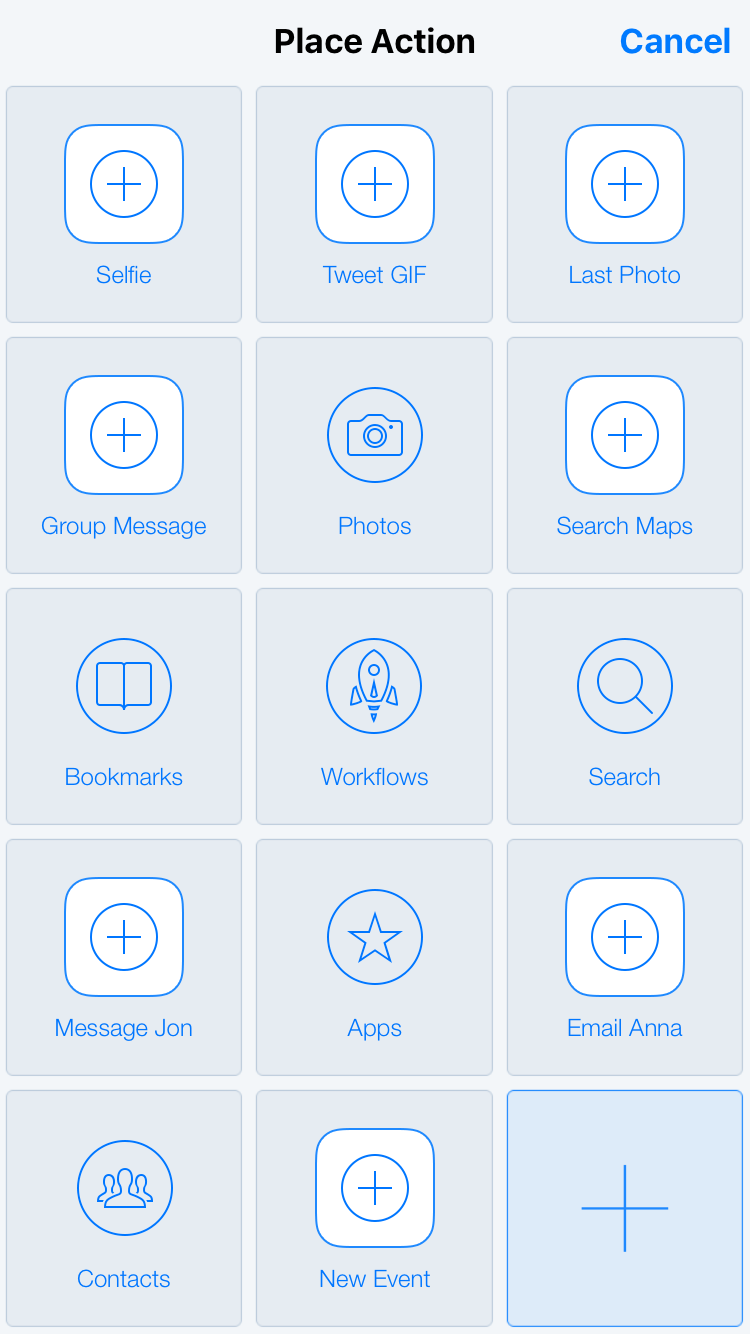 Place Action
Cancel
Selfie
Tweet GIF
Last Photo
Group Message
Photos
Search Maps
Bookmarks
Workflows
Search
Message Jon
Apps
Email Anna
Contacts
New Event